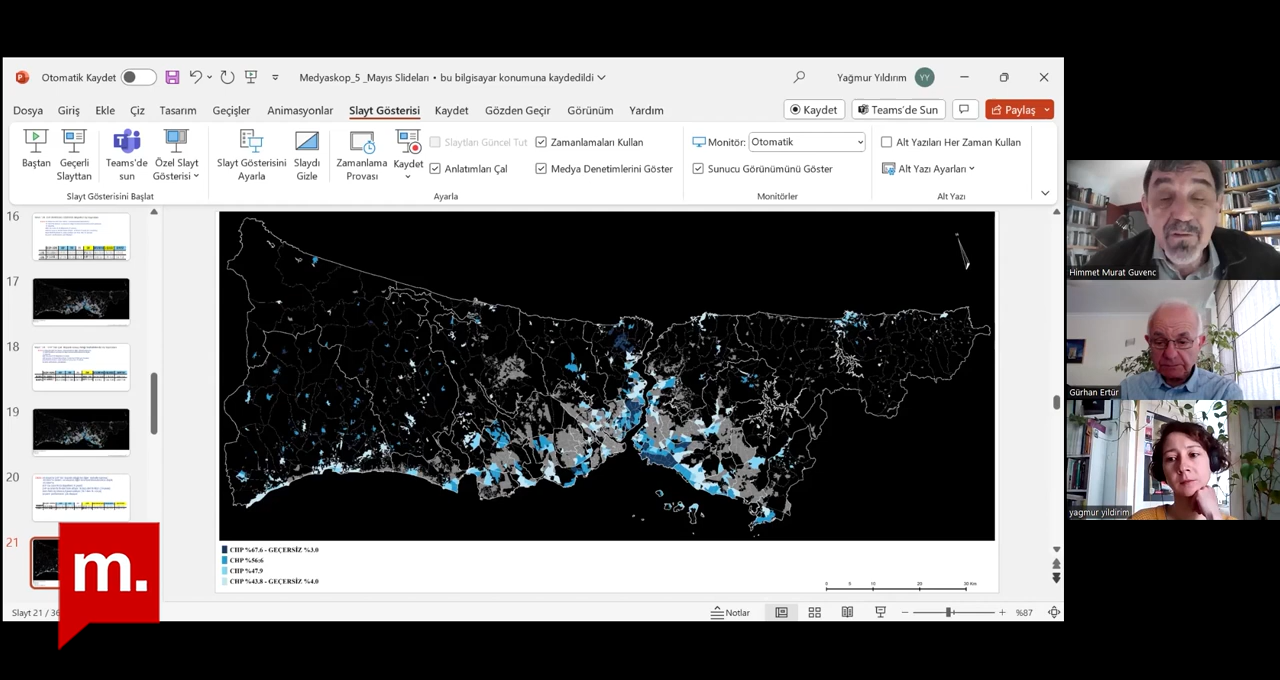 Otomatik Kaydet
Medyaskop_5 _Mayıs Slideları • bu bilgisayar konumuna kaydedildi
Yağmur Yıldırım
YY
Dosya Giriş Ekle Çiz Tasarım Geçişler Animasyonlar Slayt Gösterisi Kaydet Gözden Geçir Görünüm Yardım
Kaydet
Teams'de Sun
Paylaş
Baştan
Geçerli Slayttan
Teams'de sun
Özel Slayt Gösterisi
Slayt Gösterisini Başlat
Slayt Gösterisini Ayarla
Slaydı Gizle
Zamanlama Provası
Kaydet
Slaytları Güncel Tut
Zamanlamaları Kullan
Anlatımları Çal
Medya Denetimlerini Göster
Ayarla
Monitör: Otomatik
Sunucu Görünümünü Göster
Monitörler
Alt Yazıları Her Zaman Kullan
Alt Yazı Ayarları
Alt Yazı
16
17
18
19
20
21
CHP %67.6 - GEÇERSİZ %3.0
CHP %56.6
CHP %47.9
CHP %43.8 - GEÇERSİZ %4.0
0 5 10 20 30 Km
Slayt 21 / 36
Notlar
%87
m.
Himmet Murat Guvenc
Gürhan Ertür
yagmur yildirim